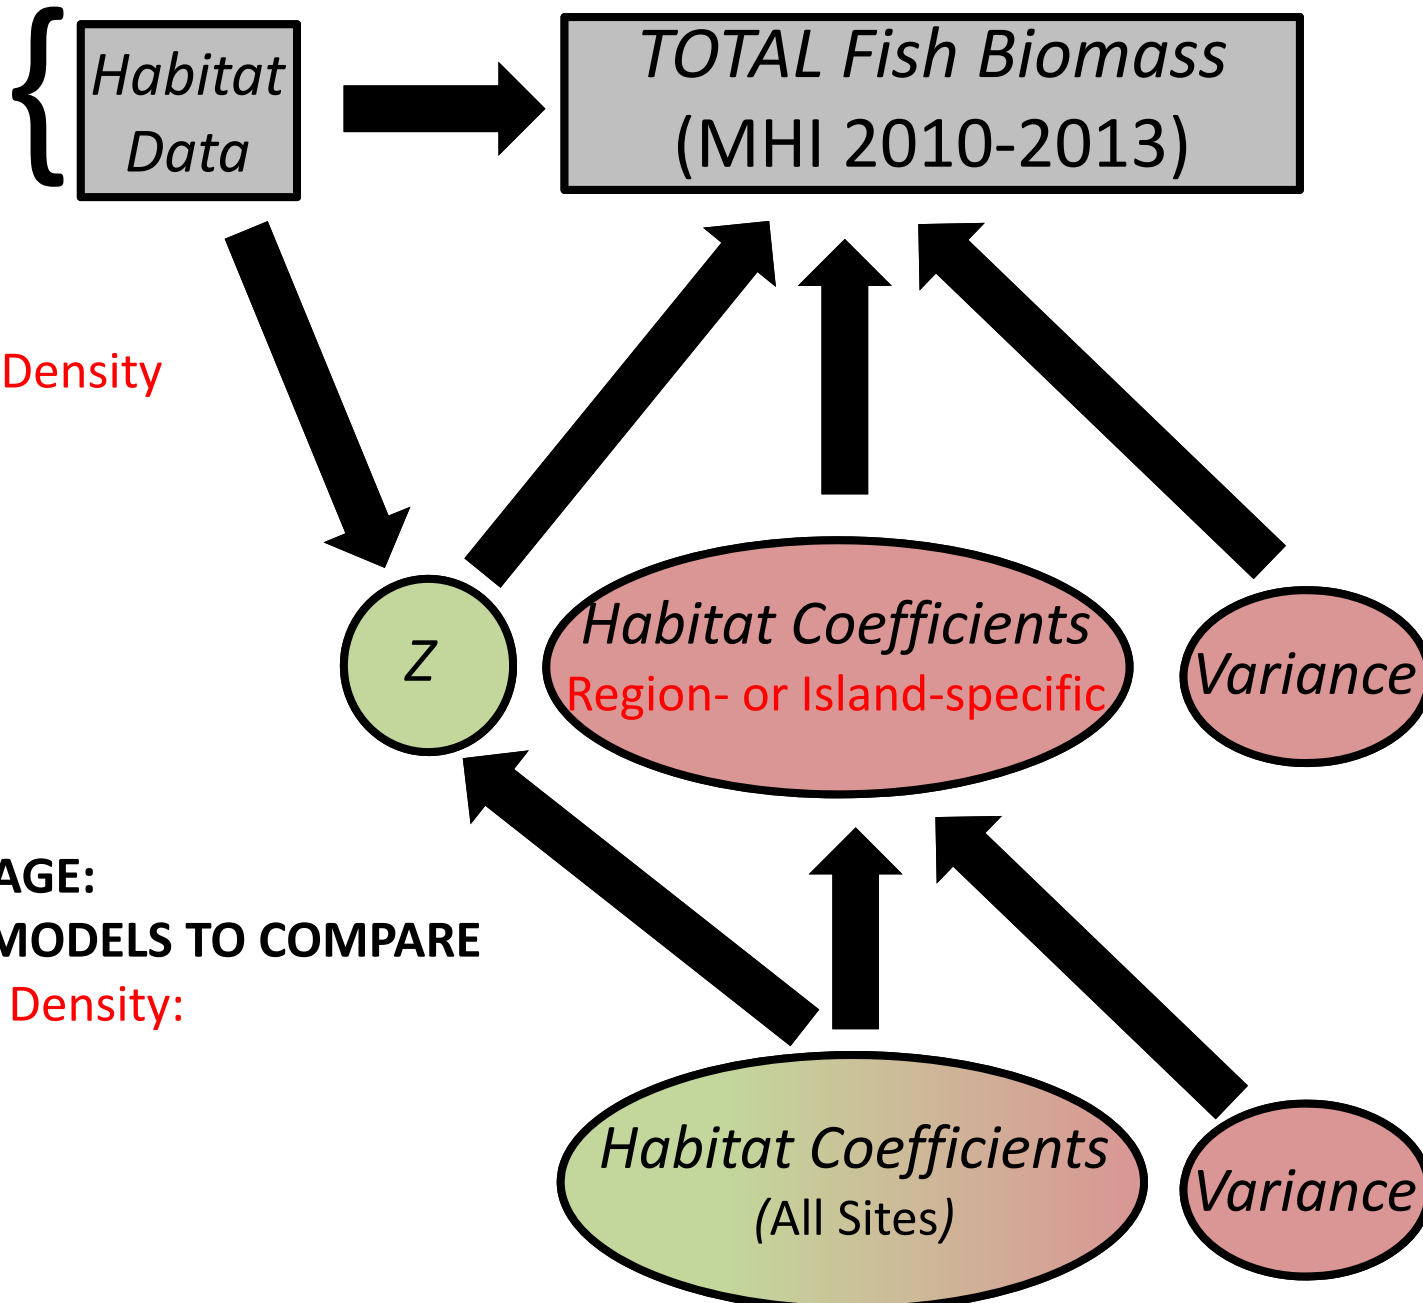 {
Habitat
Data
TOTAL Fish Biomass
(MHI 2010-2013)
Density
Z
Habitat Coefficients
Region- or Island-specific
Variance
AGE:
MODELS TO COMPARE
Density:
Habitat Coefficients
(All Sites)
Variance